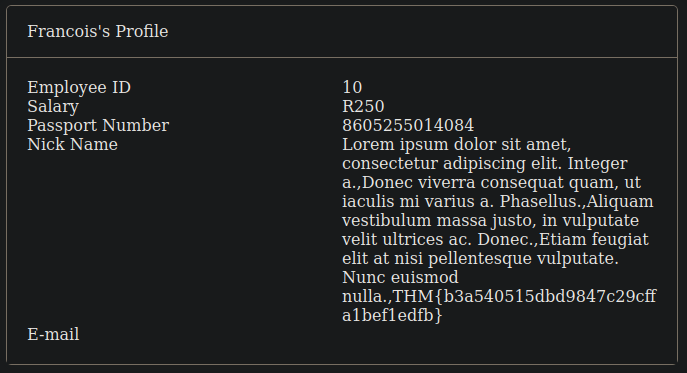 Francois's Profile
Employee ID 10
Salary R250
Passport Number 8605255014084
Nick Name Lorem ipsum dolor sit amet,
consectetur adipiscing elit. Integer
a.,Donec viverra consequat quam, ut
iaculis mi varius a. Phasellus.,Aliquam
vestibulum massa justo, in vulputate
velit ultrices ac. Donec.,Etiam feugiat
elit at nisi pellentesque vulputate.
Nunc euismod
nulla.,THM{b3a540515dbd9847c29cff
a1bef1edfb}
E-mail